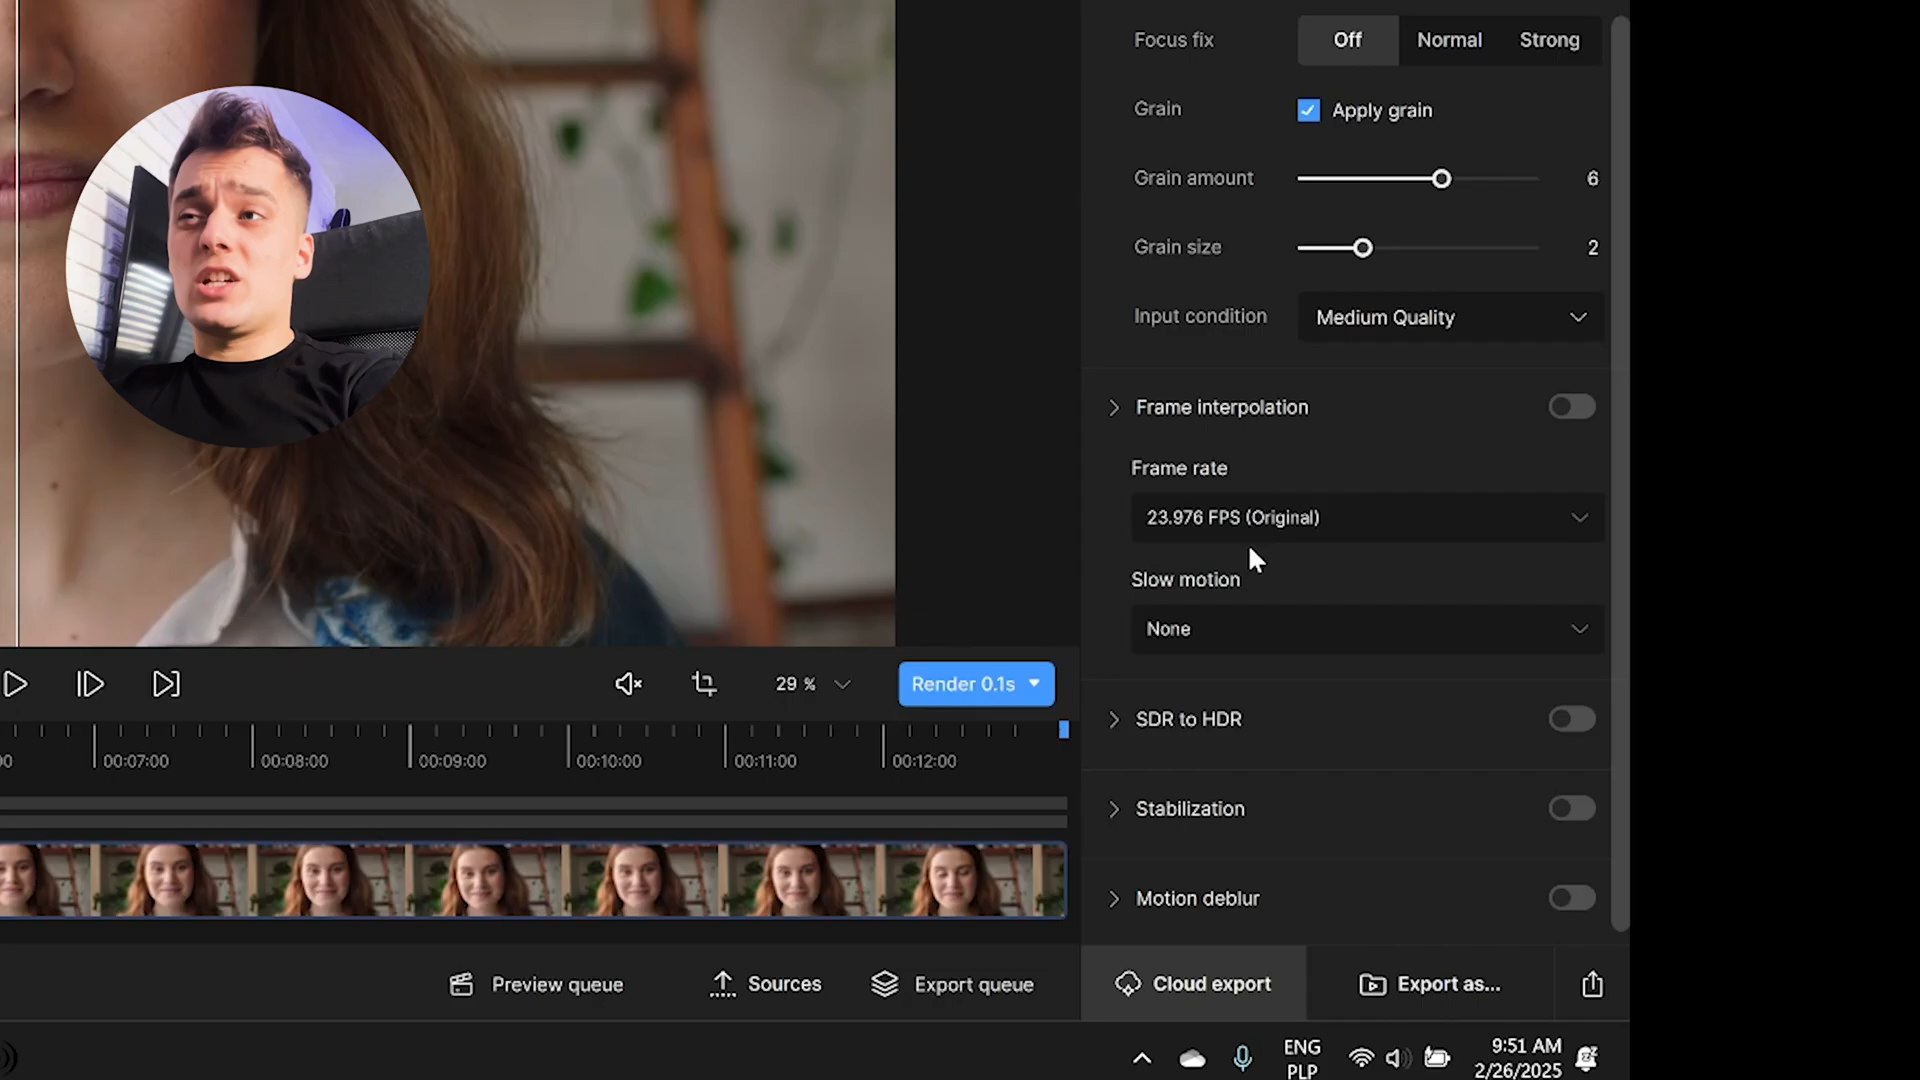 Focus fix Off Normal Strong
Grain Apply grain
Grain amount 6
Grain size 2
Input condition Medium Quality
Frame interpolation
Frame rate
23.976 FPS (Original)
Slow motion
None
29 % Render 0.1s
00:07:00 00:08:00 00:09:00 00:10:00 00:11:00 00:12:00
SDR to HDR
Stabilization
Motion deblur
Preview queue Sources Export queue Cloud export Export as...
ENG 9:51 AM
PLP 2/26/2025